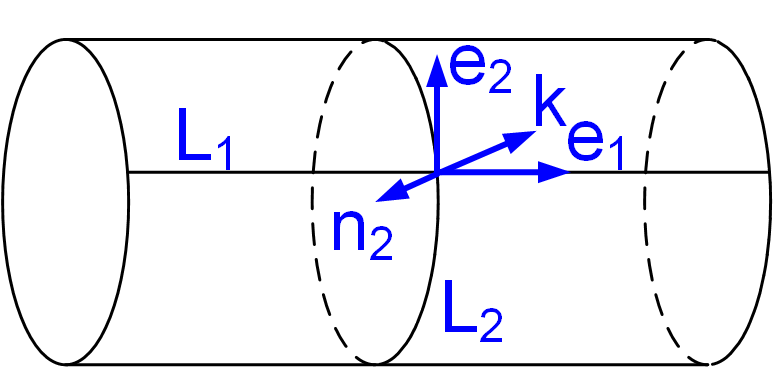 e₂
k
L₁
e₁
n₂
L₂